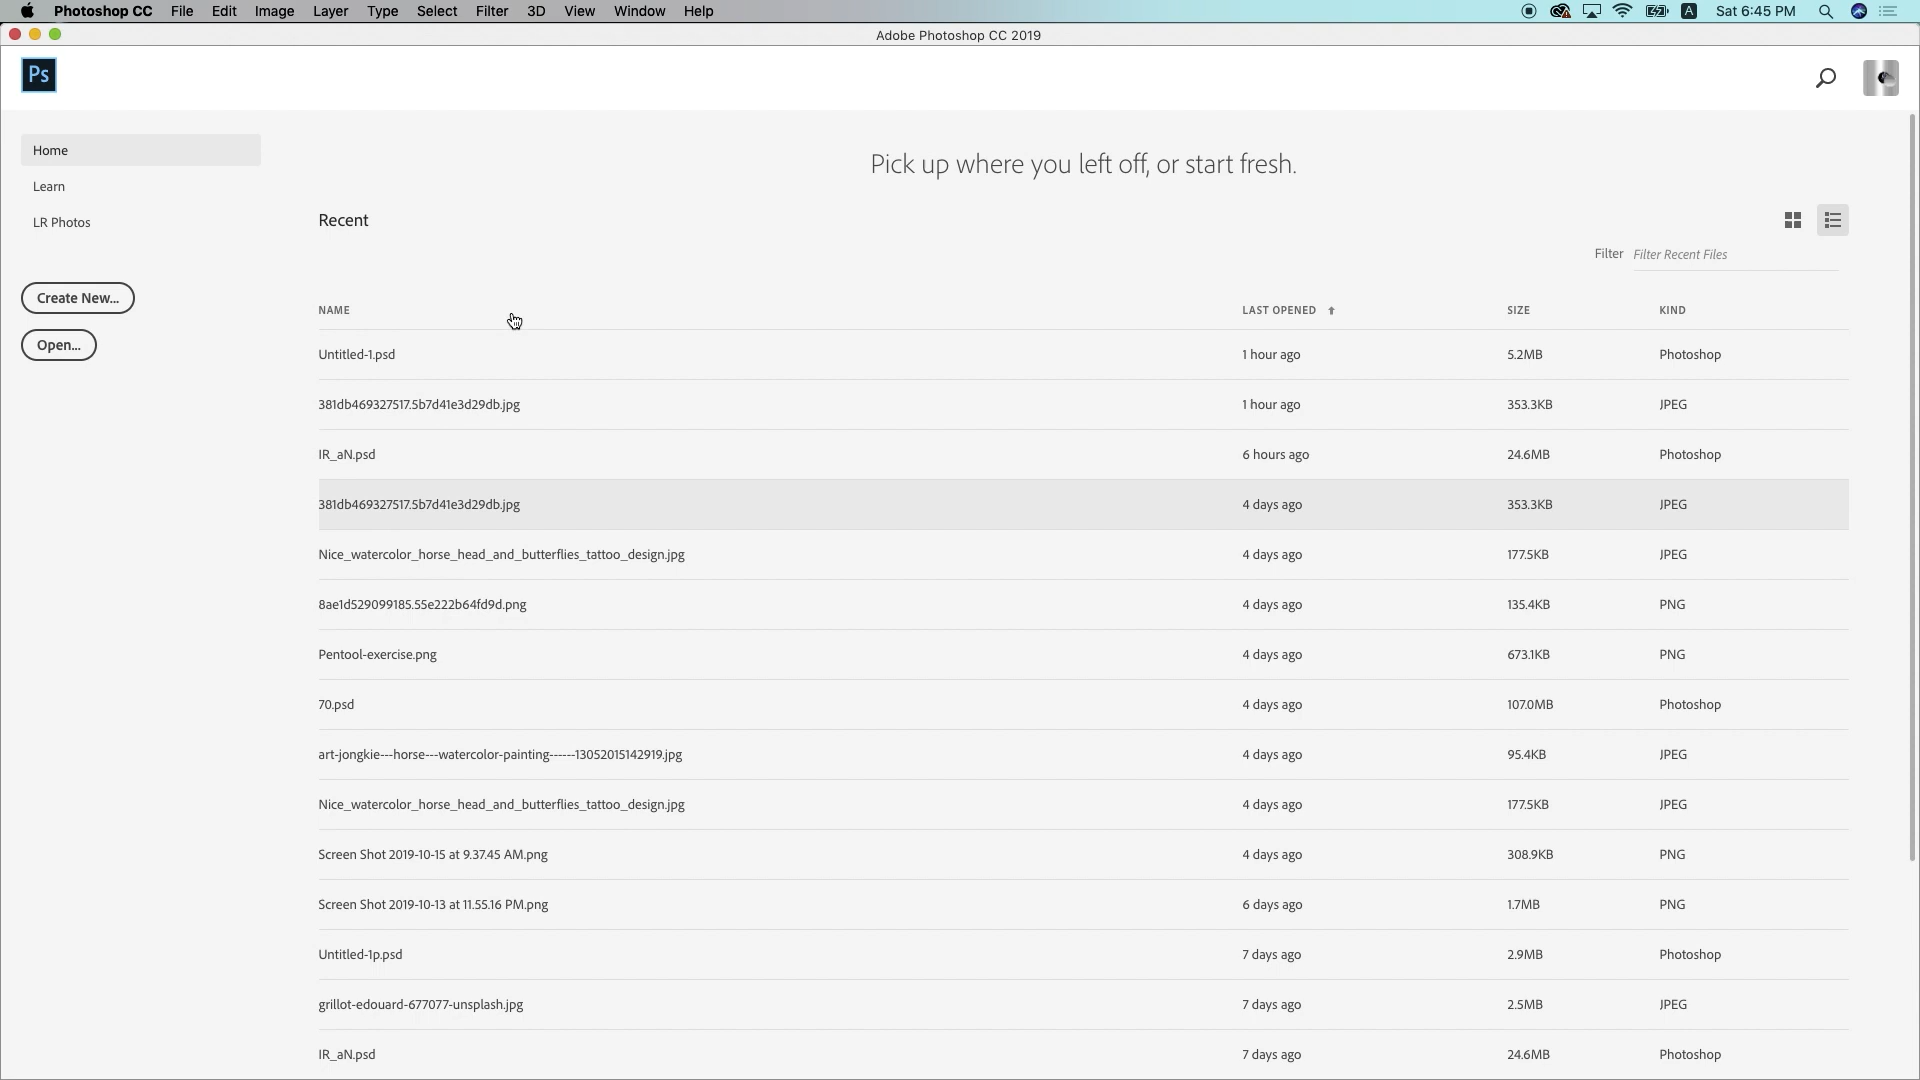 Photoshop CC File Edit Image Layer Type Select Filter 3D View Window Help A Sat 6:45 PM
Adobe Photoshop CC 2019
Ps
Home
Learn
LR Photos
Create New...
Open...
Pick up where you left off, or start fresh.
Recent
Filter Filter Recent Files
NAME LAST OPENED SIZE KIND
Untitled-1.psd 1 hour ago 5.2MB Photoshop
381db469327517.5b7d41e3d29db.jpg 1 hour ago 353.3KB JPEG
IR_aN.psd 6 hours ago 24.6MB Photoshop
381db469327517.5b7d41e3d29db.jpg 4 days ago 353.3KB JPEG
Nice_watercolor_horse_head_and_butterflies_tattoo_design.jpg 4 days ago 177.5KB JPEG
8ae1d529099185.55e222b64fd9d.png 4 days ago 135.4KB PNG
Pentool-exercise.png 4 days ago 673.1KB PNG
70.psd 4 days ago 107.0MB Photoshop
art-jongkie---horse---watercolor-painting------13052015142919.jpg 4 days ago 95.4KB JPEG
Nice_watercolor_horse_head_and_butterflies_tattoo_design.jpg 4 days ago 177.5KB JPEG
Screen Shot 2019-10-15 at 9.37.45 AM.png 4 days ago 308.9KB PNG
Screen Shot 2019-10-13 at 11.55.16 PM.png 6 days ago 1.7MB PNG
Untitled-1p.psd 7 days ago 2.9MB Photoshop
grillot-edouard-677077-unsplash.jpg 7 days ago 2.5MB JPEG
IR_aN.psd 7 days ago 24.6MB Photoshop